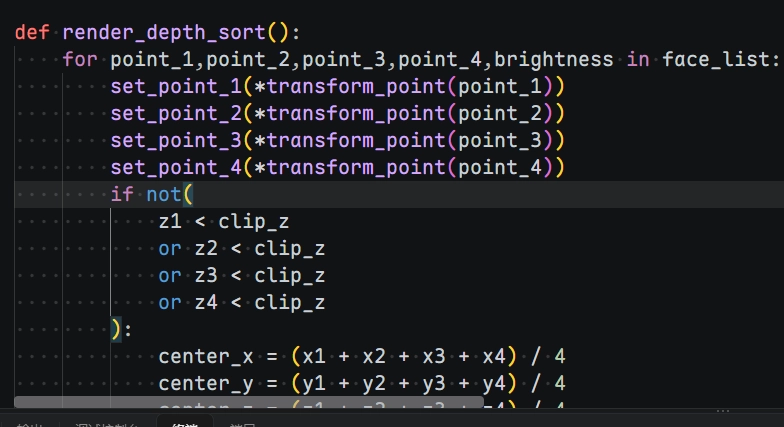 def render_depth_sort():
    for point_1,point_2,point_3,point_4,brightness in face_list:
        set_point_1(*transform_point(point_1))
        set_point_2(*transform_point(point_2))
        set_point_3(*transform_point(point_3))
        set_point_4(*transform_point(point_4))
        if not(
            z1 < clip_z
            or z2 < clip_z
            or z3 < clip_z
            or z4 < clip_z
        ):
            center_x = (x1 + x2 + x3 + x4) / 4
            center_y = (y1 + y2 + y3 + y4) / 4